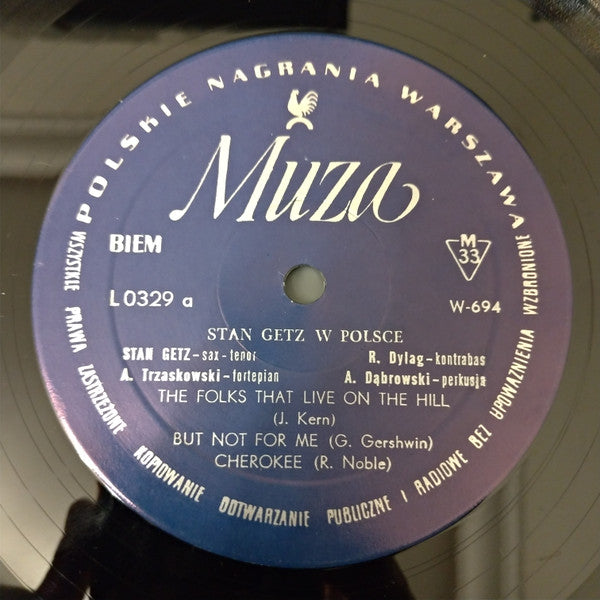 POLSKIE NAGRANIA WARSZAWA
Muza
BIEM
M
33
L 0329 a
W-694
STAN GETZ W POLSCE
STAN GETZ-sax-tenor R. Dyląg-kontrabas
A. Trzaskowski-fortepian A. Dąbrowski-perkusja
THE FOLKS THAT LIVE ON THE HILL
(J. Kern)
BUT NOT FOR ME (G. Gershwin)
CHEROKEE (R. Noble)
WSZYSTKIE PRAWA ZASTRZEŻONE KOPIOWANIE ODTWARZANIE PUBLICZNE I RADIOWE BEZ UPOWAŻNIENIA WZBRONIONE